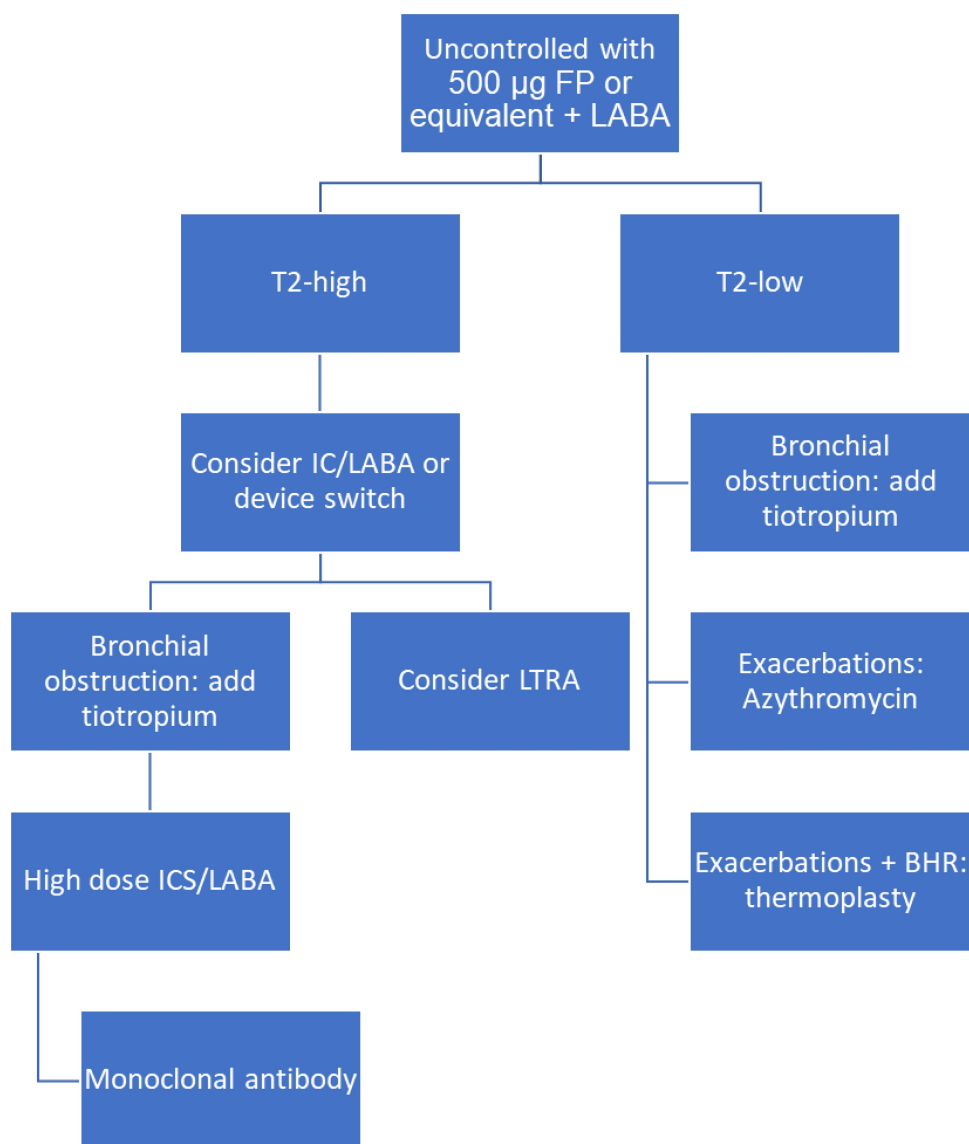 Uncontrolled with
500 µg FP or
equivalent + LABA
T2-high
T2-low
Consider IC/LABA or
device switch
Bronchial
obstruction: add
tiotropium
Bronchial
obstruction: add
tiotropium
Consider LTRA
Exacerbations:
Azythromycin
High dose ICS/LABA
Exacerbations + BHR:
thermoplasty
Monoclonal antibody